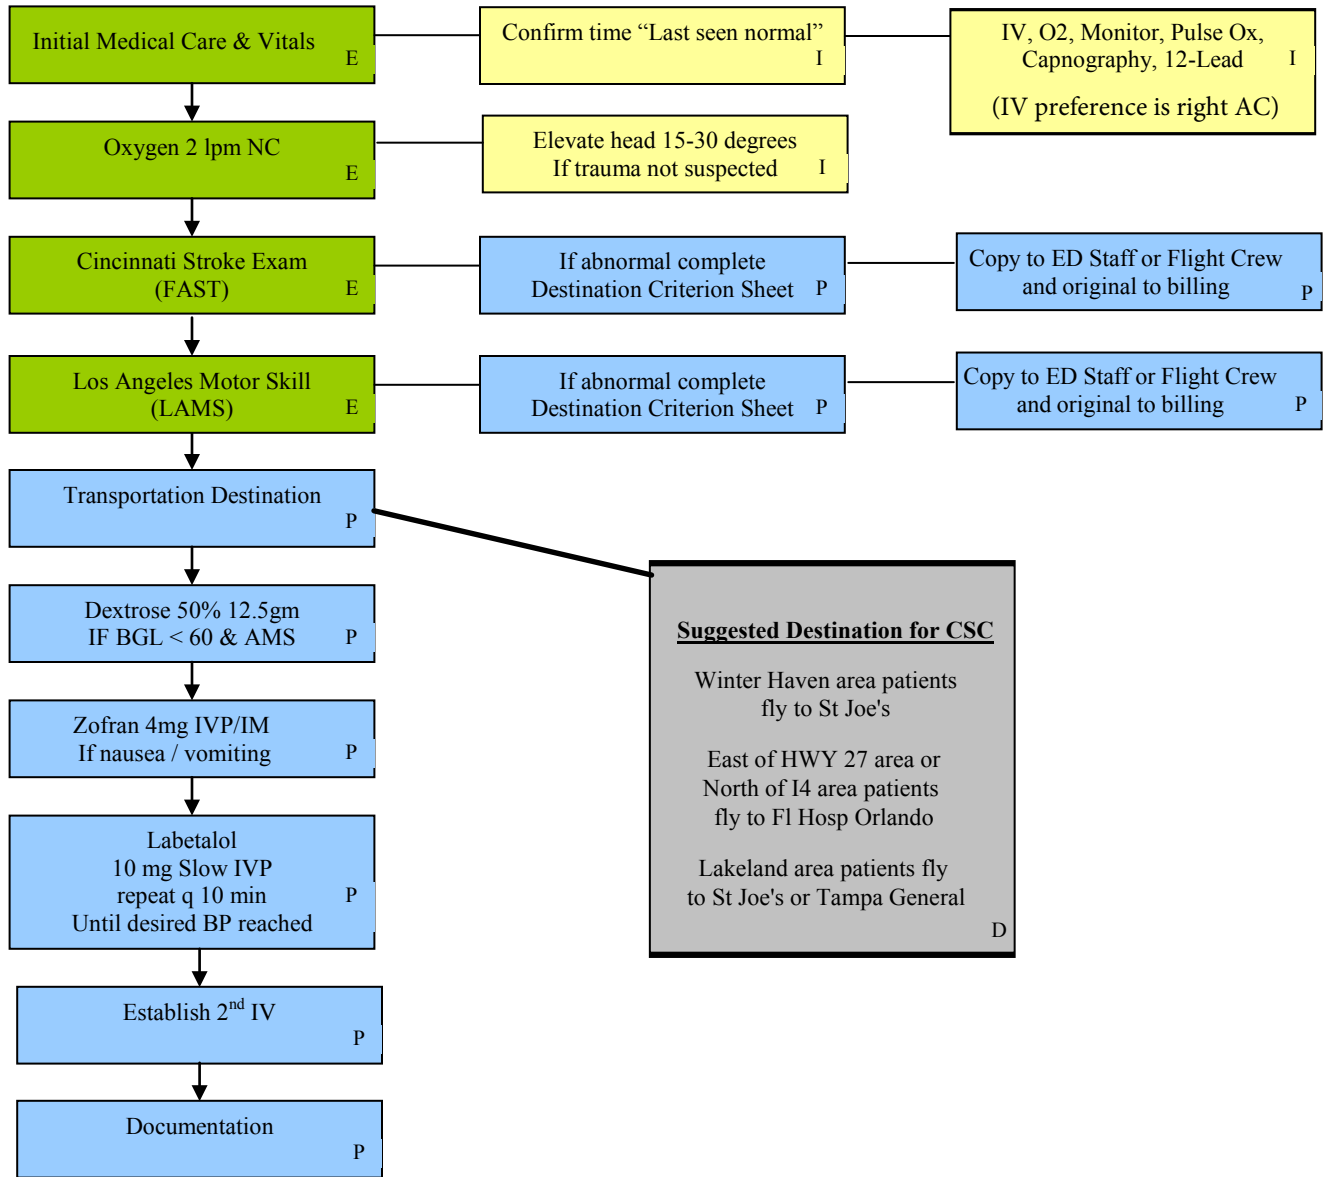 Initial Medical Care & Vitals
E
Confirm time “Last seen normal”
I
IV, O2, Monitor, Pulse Ox,
Capnography, 12-Lead I
(IV preference is right AC)
Oxygen 2 lpm NC
E
Elevate head 15-30 degrees
If trauma not suspected I
Cincinnati Stroke Exam
(FAST) E
If abnormal complete
Destination Criterion Sheet P
Copy to ED Staff or Flight Crew
and original to billing P
Los Angeles Motor Skill
(LAMS) E
If abnormal complete
Destination Criterion Sheet P
Copy to ED Staff or Flight Crew
and original to billing P
Transportation Destination
P
Suggested Destination for CSC
Winter Haven area patients
fly to St Joe's
East of HWY 27 area or
North of I4 area patients
fly to Fl Hosp Orlando
Lakeland area patients fly
to St Joe's or Tampa General
D
Dextrose 50% 12.5gm
IF BGL < 60 & AMS P
Zofran 4mg IVP/IM
If nausea / vomiting P
Labetalol
10 mg Slow IVP
repeat q 10 min P
Until desired BP reached
Establish 2nd IV
P
Documentation
P